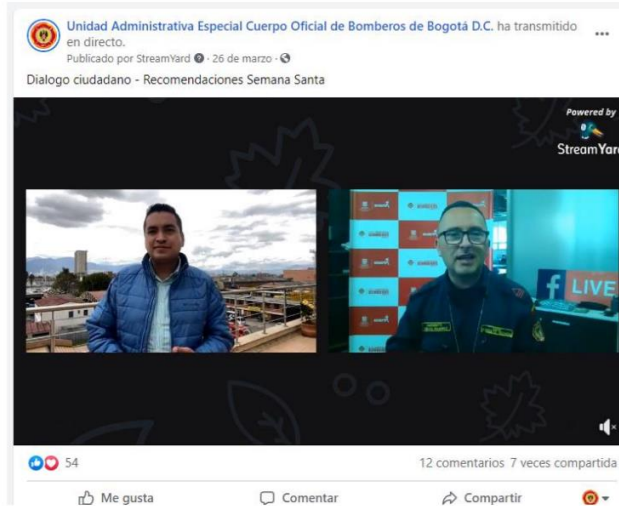 Unidad Administrativa Especial Cuerpo Oficial de Bomberos de Bogotá D.C. ha transmitido
en directo.
Publicado por StreamYard · 26 de marzo ·
Dialogo ciudadano - Recomendaciones Semana Santa
Powered by
StreamYard
f LIVE
54
12 comentarios 7 veces compartida
Me gusta
Comentar
Compartir